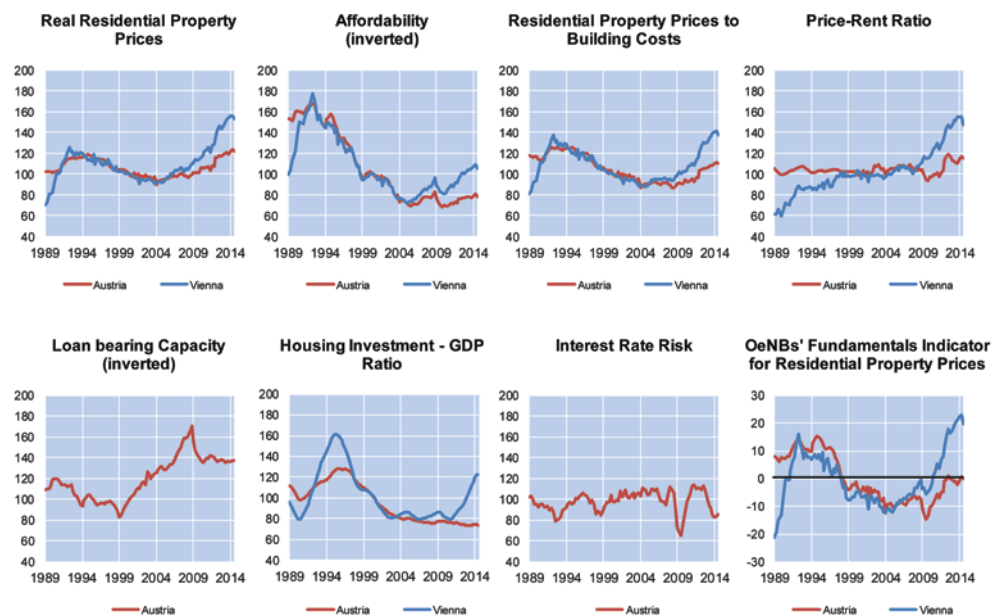 Real Residential Property
Prices
200
180
160
140
120
100
80
60
40
1989 1994 1999 2004 2009 2014
Austria Vienna
Affordability
(inverted)
200
180
160
140
120
100
80
60
40
1989 1994 1999 2004 2009 2014
Austria Vienna
Residential Property Prices to
Building Costs
200
180
160
140
120
100
80
60
40
1989 1994 1999 2004 2009 2014
Austria Vienna
Price-Rent Ratio
200
180
160
140
120
100
80
60
40
1989 1994 1999 2004 2009 2014
Austria Vienna
Loan bearing Capacity
(inverted)
200
180
160
140
120
100
80
60
40
1989 1994 1999 2004 2009 2014
Austria
Housing Investment - GDP
Ratio
200
180
160
140
120
100
80
60
40
1989 1994 1999 2004 2009 2014
Austria Vienna
Interest Rate Risk
200
180
160
140
120
100
80
60
40
1989 1994 1999 2004 2009 2014
Austria
OeNBs' Fundamentals Indicator
for Residential Property Prices
30
20
10
0
-10
-20
-30
1989 1994 1999 2004 2009 2014
Austria Vienna